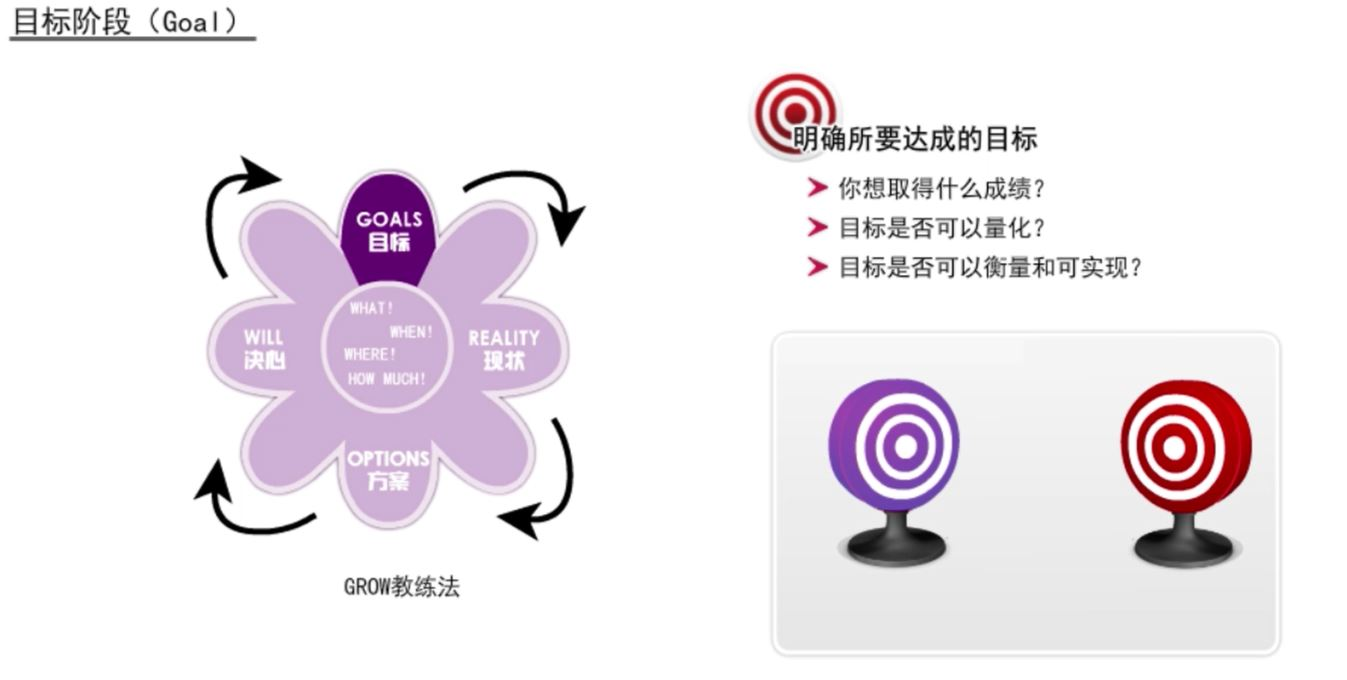 目标阶段（Goal）
明确所要达成的目标
你想取得什么成绩?
目标是否可以量化?
目标是否可以衡量和可实现?
GOALS
目标
WHAT!
WHEN!
WHERE!
HOW MUCH!
WILL
决心
REALITY
现状
OPTIONS
方案
GROW教练法